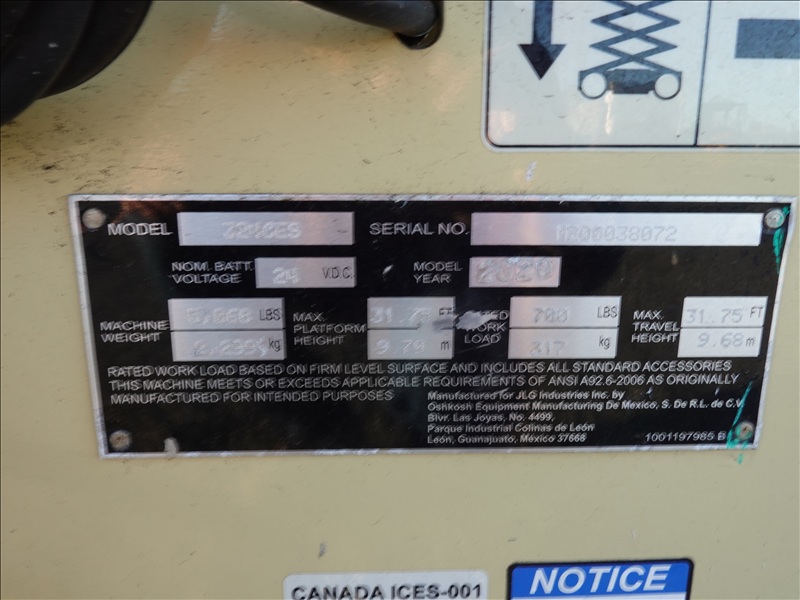 MODEL SERIAL NO.
NOM. BATT. VOLTAGE 24 V.D.C. MODEL YEAR
MACHINE WEIGHT LBS kg
MAX. PLATFORM HEIGHT FT 9.79 m
WORK LOAD LBS 317 kg
MAX. TRAVEL HEIGHT 31.75 FT 9.68 m
RATED WORK LOAD BASED ON FIRM LEVEL SURFACE AND INCLUDES ALL STANDARD ACCESSORIES
THIS MACHINE MEETS OR EXCEEDS APPLICABLE REQUIREMENTS OF ANSI A92.6-2006 AS ORIGINALLY
MANUFACTURED FOR INTENDED PURPOSES
Manufactured for JLG Industries Inc. by
Oshkosh Equipment Manufacturing De Mexico, S. De R.L. de C.V.
Blvr. Las Joyas, No. 4499,
Parque Industrial Colinas de León
León, Guanajuato, México 37668
1001197985 B
CANADA ICES-001
NOTICE